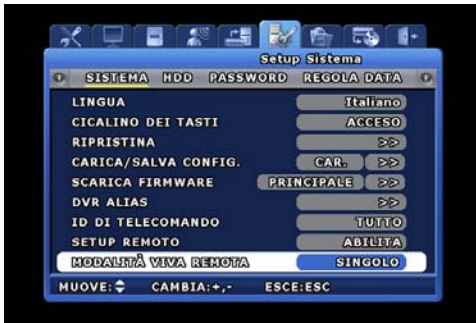 Setup Sistema
SISTEMA HDD PASSWORD REGOLA DATA
LINGUA Italiano
CICALINO DEI TASTI ACCESO
RIPRISTINA >>
CARICA/SALVA CONFIG. CAR. >>
SCARICA FIRMWARE PRINCIPALE >>
DVR ALIAS >>
ID DI TELECOMANDO TUTTO
SETUP REMOTO ABILITA
MODALITÀ VIVA REMOTA SINGOLO
MUOVE: CAMBIA:+,- ESCE:ESC